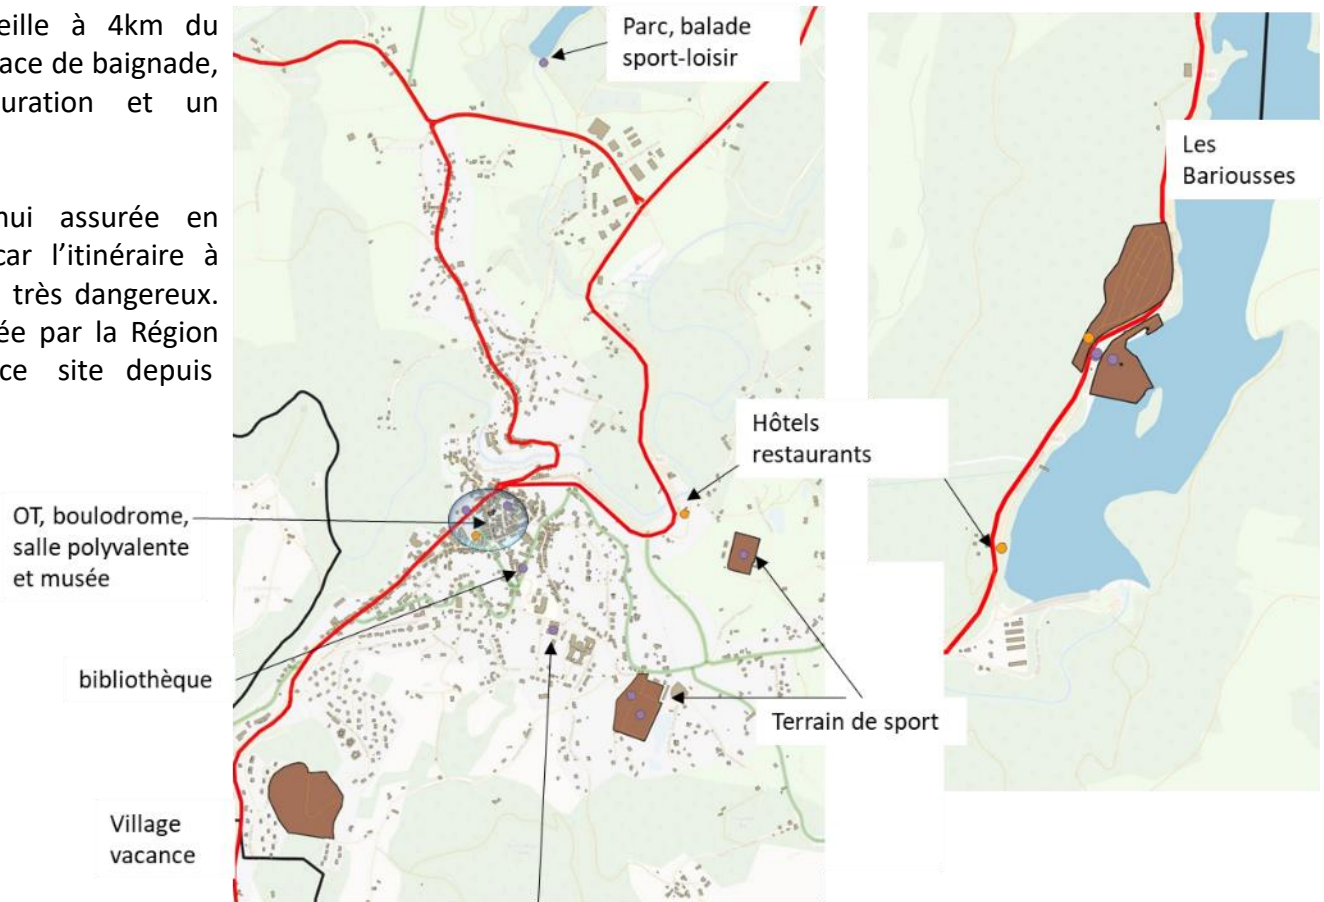 eille à 4km du
ace de baignade,
uration et un
hui assurée en
car l'itinéraire à
très dangereux.
ée par la Région
ce site depuis
Parc, balade
sport-loisir
Les
Bariousses
Hôtels
restaurants
OT, boulodrome,
salle polyvalente
et musée
bibliothèque
Terrain de sport
Village
vacance